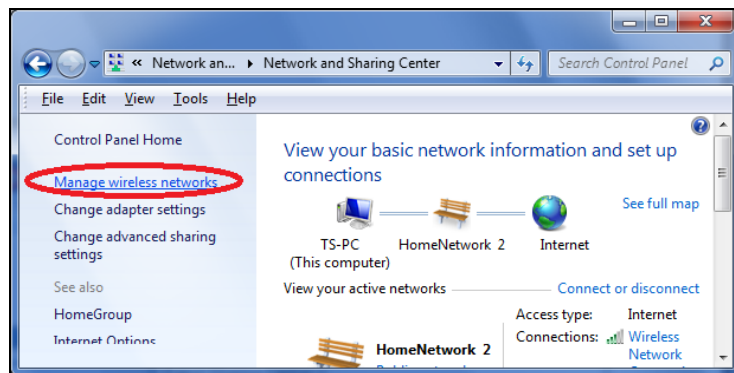 Network an... Network and Sharing Center Search Control Panel
File Edit View Tools Help
Control Panel Home
Manage wireless networks
Change adapter settings
Change advanced sharing
settings
See also
HomeGroup
Internet Options
View your basic network information and set up
connections
See full map
TS-PC HomeNetwork 2 Internet
(This computer)
View your active networks Connect or disconnect
Access type: Internet
HomeNetwork 2 Connections: Wireless
Network